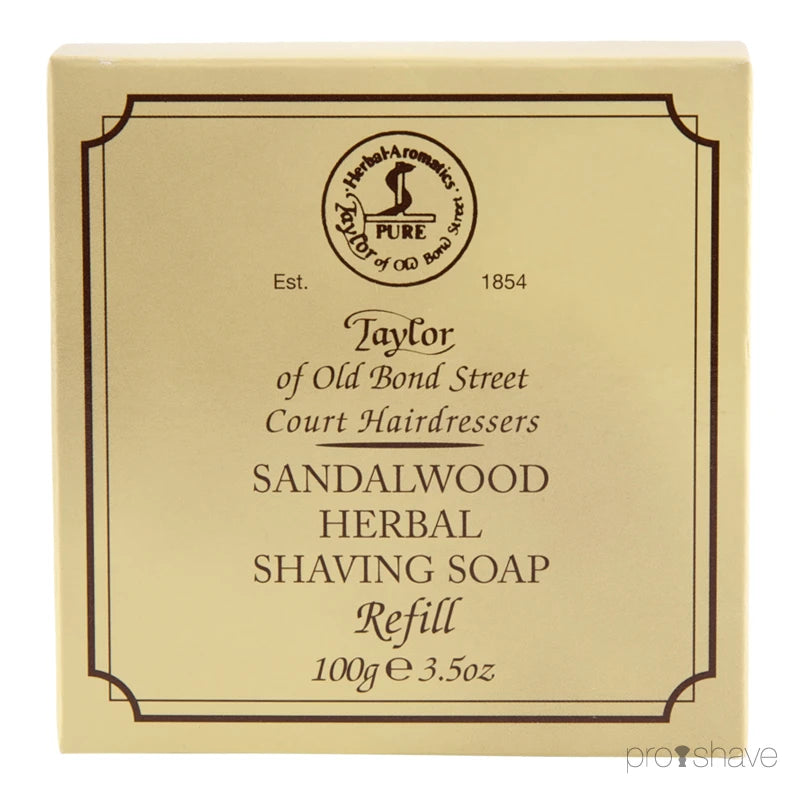 Herbal-Aromatics
PURE
Taylor of Old Bond Street
Est. 1854
Taylor
of Old Bond Street
Court Hairdressers
SANDALWOOD
HERBAL
SHAVING SOAP
Refill
100g ℮ 3.5oz
proshave